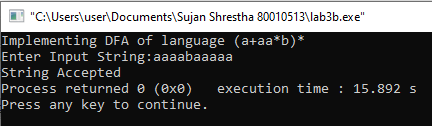 "C:\Users\user\Documents\Sujan Shrestha 80010513\lab3b.exe"
Implementing DFA of language (a+aa*b)*
Enter Input String:aaaabaaaaa
String Accepted
Process returned 0 (0x0)   execution time : 15.892 s
Press any key to continue.